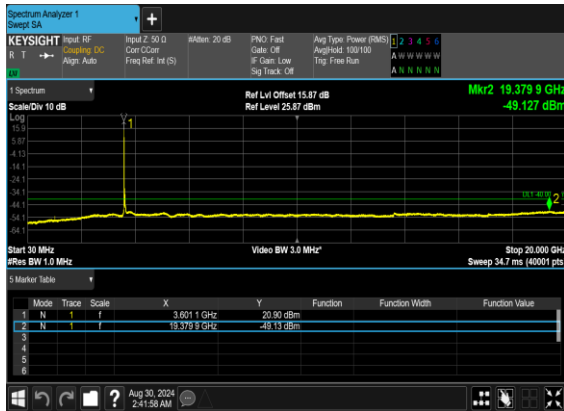 Spectrum Analyzer 1
Swept SA
+
KEYSIGHT Input: RF Input Z: 50 Ω #Atten: 20 dB PNO: Fast Avg Type: Power (RMS) 1 2 3 4 5 6
R T Coupling: DC Corr CCorr Gate: Off Avg|Hold: 100/100 A W W W W W
Align: Auto Freq Ref: Int (S) IF Gain: Low Trig: Free Run
Sig Track: Off A N N N N N
1 Spectrum Ref Lvl Offset 15.87 dB Mkr2 19.379 9 GHz
Scale/Div 10 dB Ref Level 25.87 dBm -49.127 dBm
Log
15.9
5.87
-4.13
-14.1
-24.1
-34.1
-44.1
-54.1
-64.1
1
2
Start 30 MHz Video BW 3.0 MHz* Stop 20.000 GHz
#Res BW 1.0 MHz Sweep 34.7 ms (40001 pts)
5 Marker Table
Mode Trace Scale X Y Function Function Width Function Value
1 N 1 f 3.601 1 GHz 20.90 dBm
2 N 1 f 19.379 9 GHz -49.13 dBm
3
4
5
6
? Aug 30, 2024
2:41:58 AM